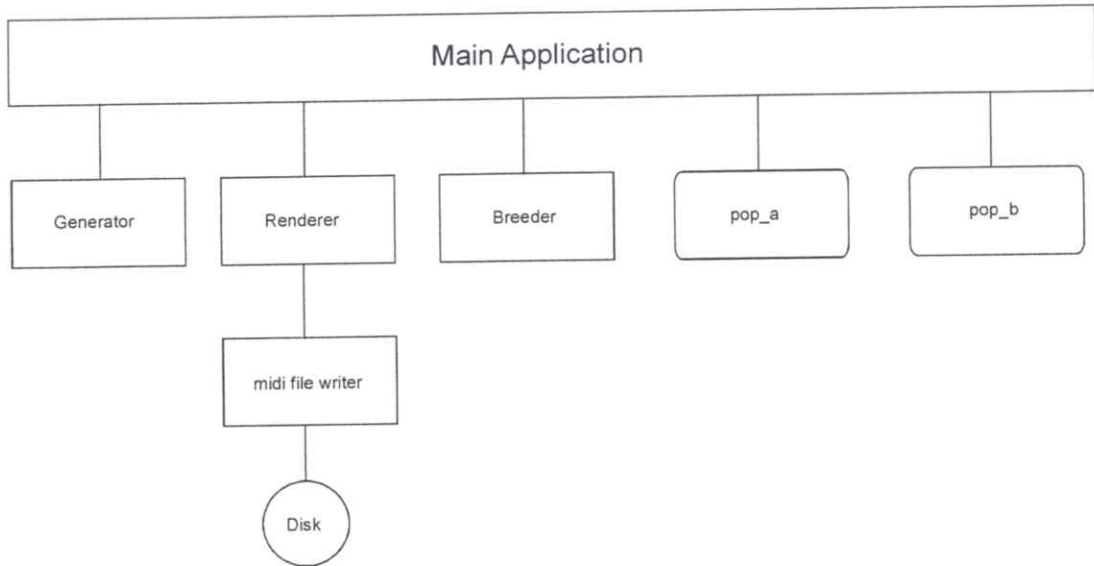 Main Application
Generator
Renderer
Breeder
pop_a
pop_b
midi file writer
Disk